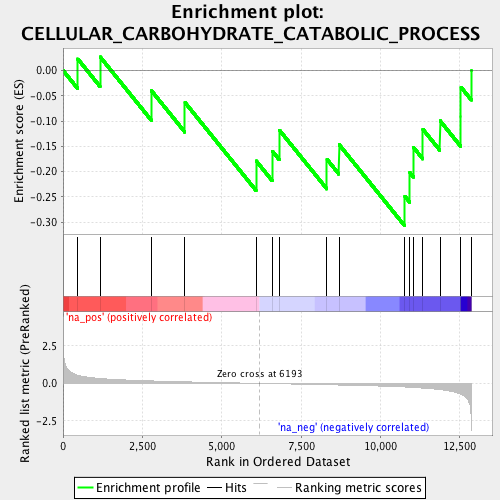 Enrichment plot:
CELLULAR_CARBOHYDRATE_CATABOLIC_PROCESS
Enrichment score (ES)
0.00
-0.05
-0.10
-0.15
-0.20
-0.25
-0.30
'na_pos' (positively correlated)
Ranked list metric (PreRanked)
2.5
0.0
-2.5
Zero cross at 6193
'na_neg' (negatively correlated)
0
2,500
5,000
7,500
10,000
12,500
Rank in Ordered Dataset
Enrichment profile
Hits
Ranking metric scores